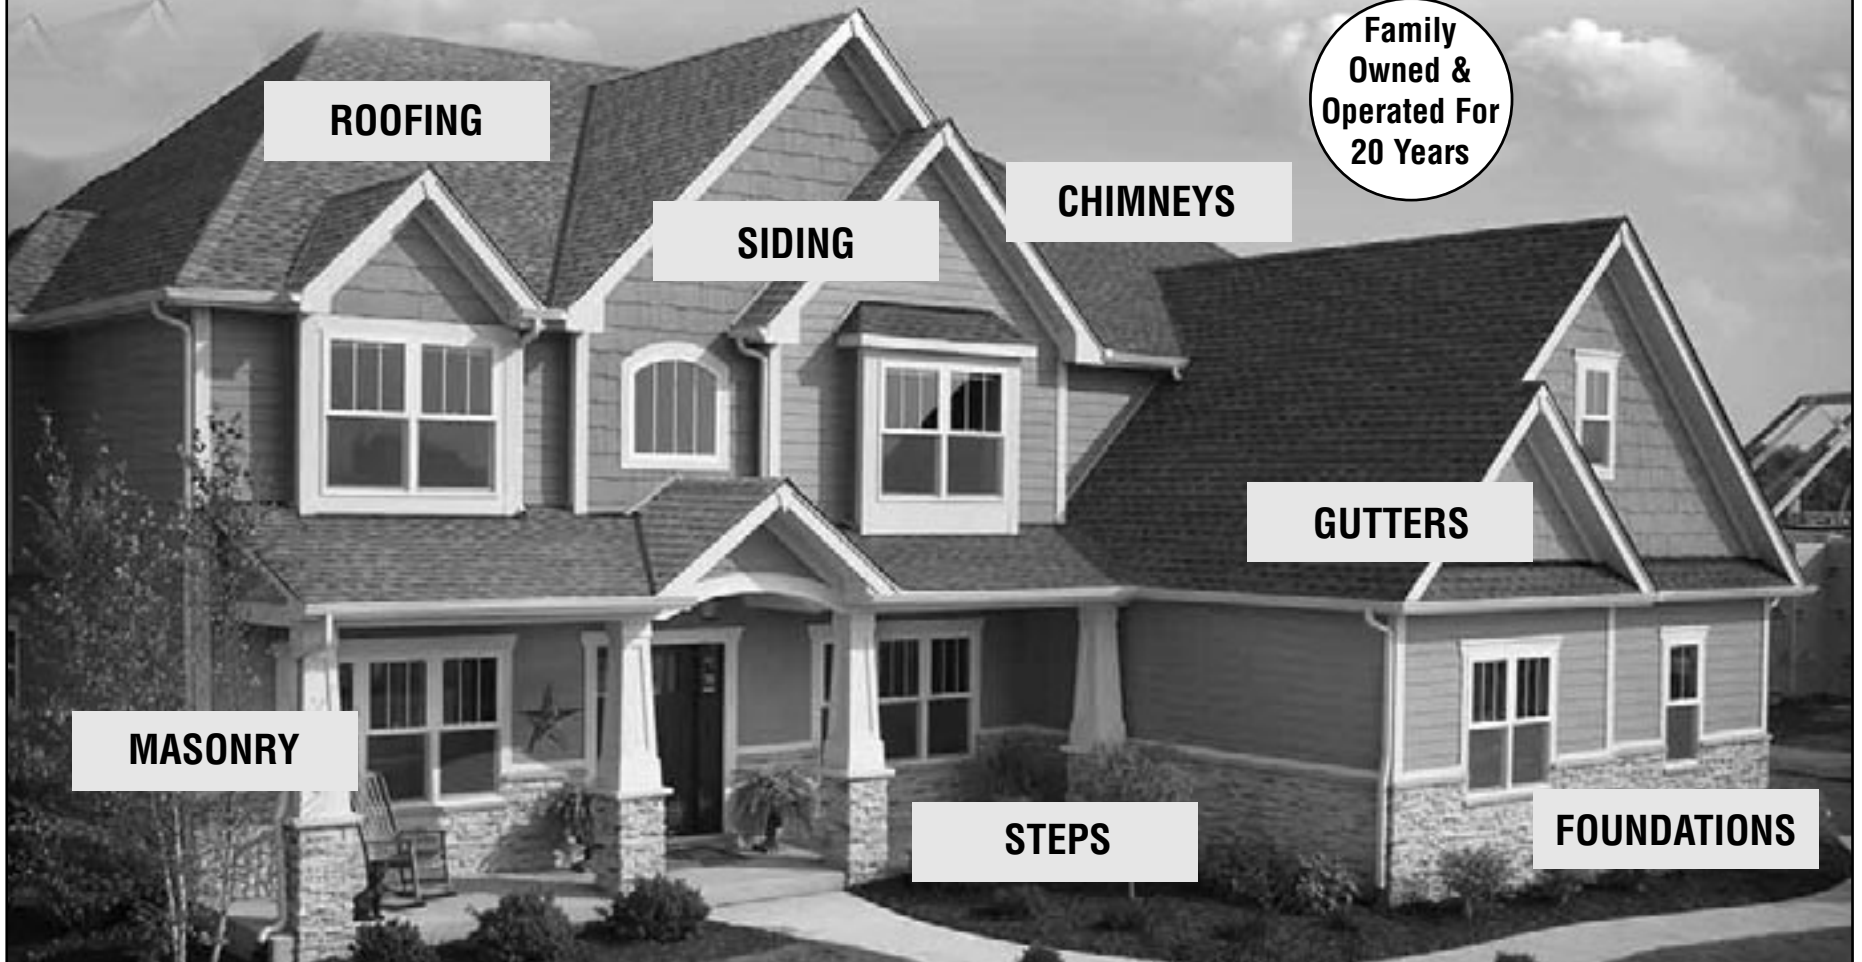 Family
Owned &
Operated For
20 Years
ROOFING
CHIMNEYS
SIDING
GUTTERS
MASONRY
STEPS
FOUNDATIONS